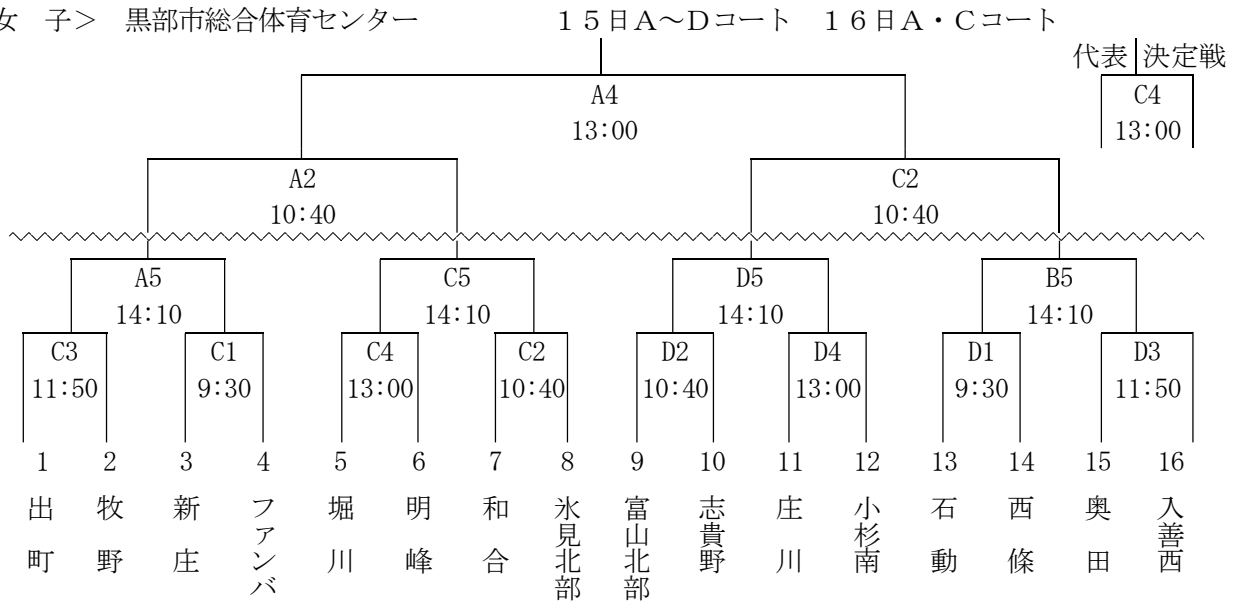 女　子＞　黒部市総合体育センター　　　１５日Ａ～Ｄコート　１６日Ａ・Ｃコート
代表 決定戦
A4 C4
13:00 13:00
A2 C2
10:40 10:40
A5 C5 D5 B5
14:10 14:10 14:10 14:10
C3 C1 C4 C2 D2 D4 D1 D3
11:50 9:30 13:00 10:40 10:40 13:00 9:30 11:50
1 2 3 4 5 6 7 8 9 10 11 12 13 14 15 16
出町
牧野
新庄
ファンバ
堀川
明峰
和合
氷見北部
富山北部
志貴野
庄川
小杉南
石動
西條
奥田
入善西